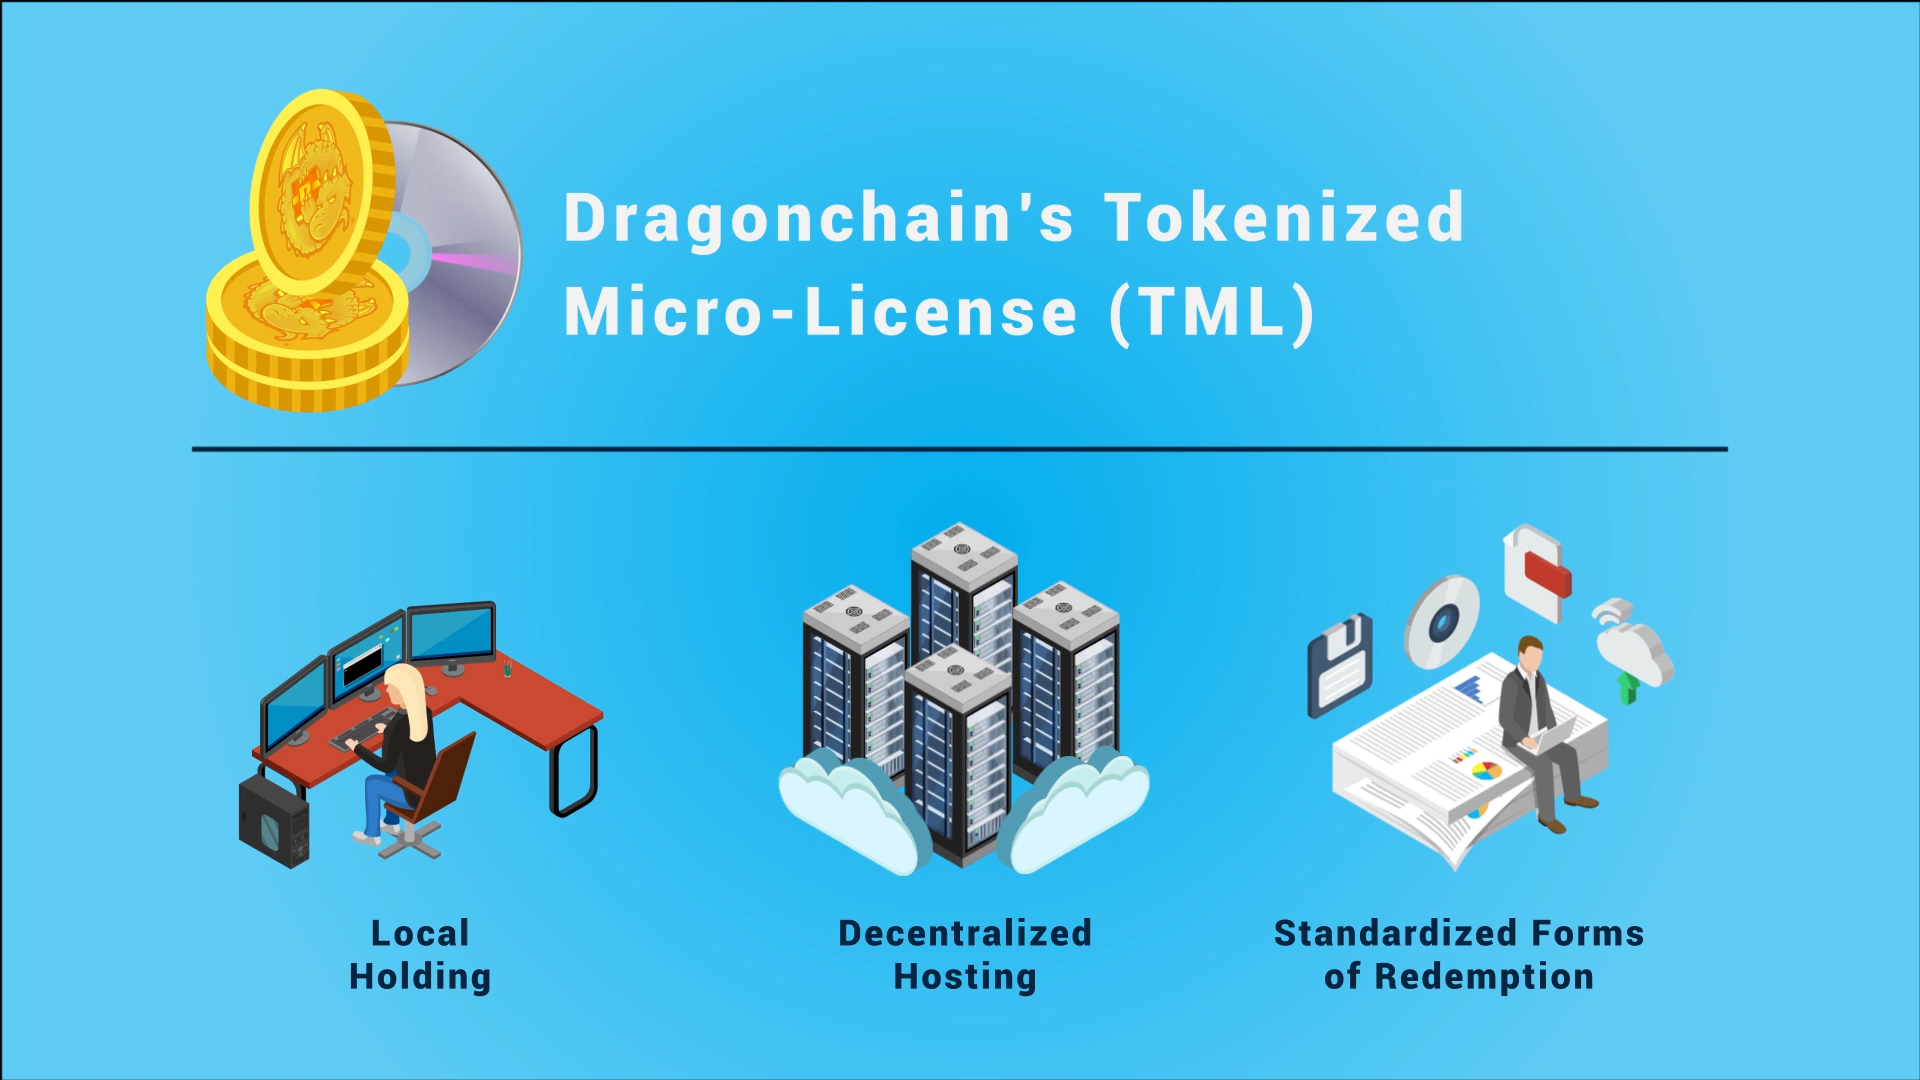 Dragonchain's Tokenized
Micro-License (TML)
Local
Holding
Decentralized
Hosting
Standardized Forms
of Redemption